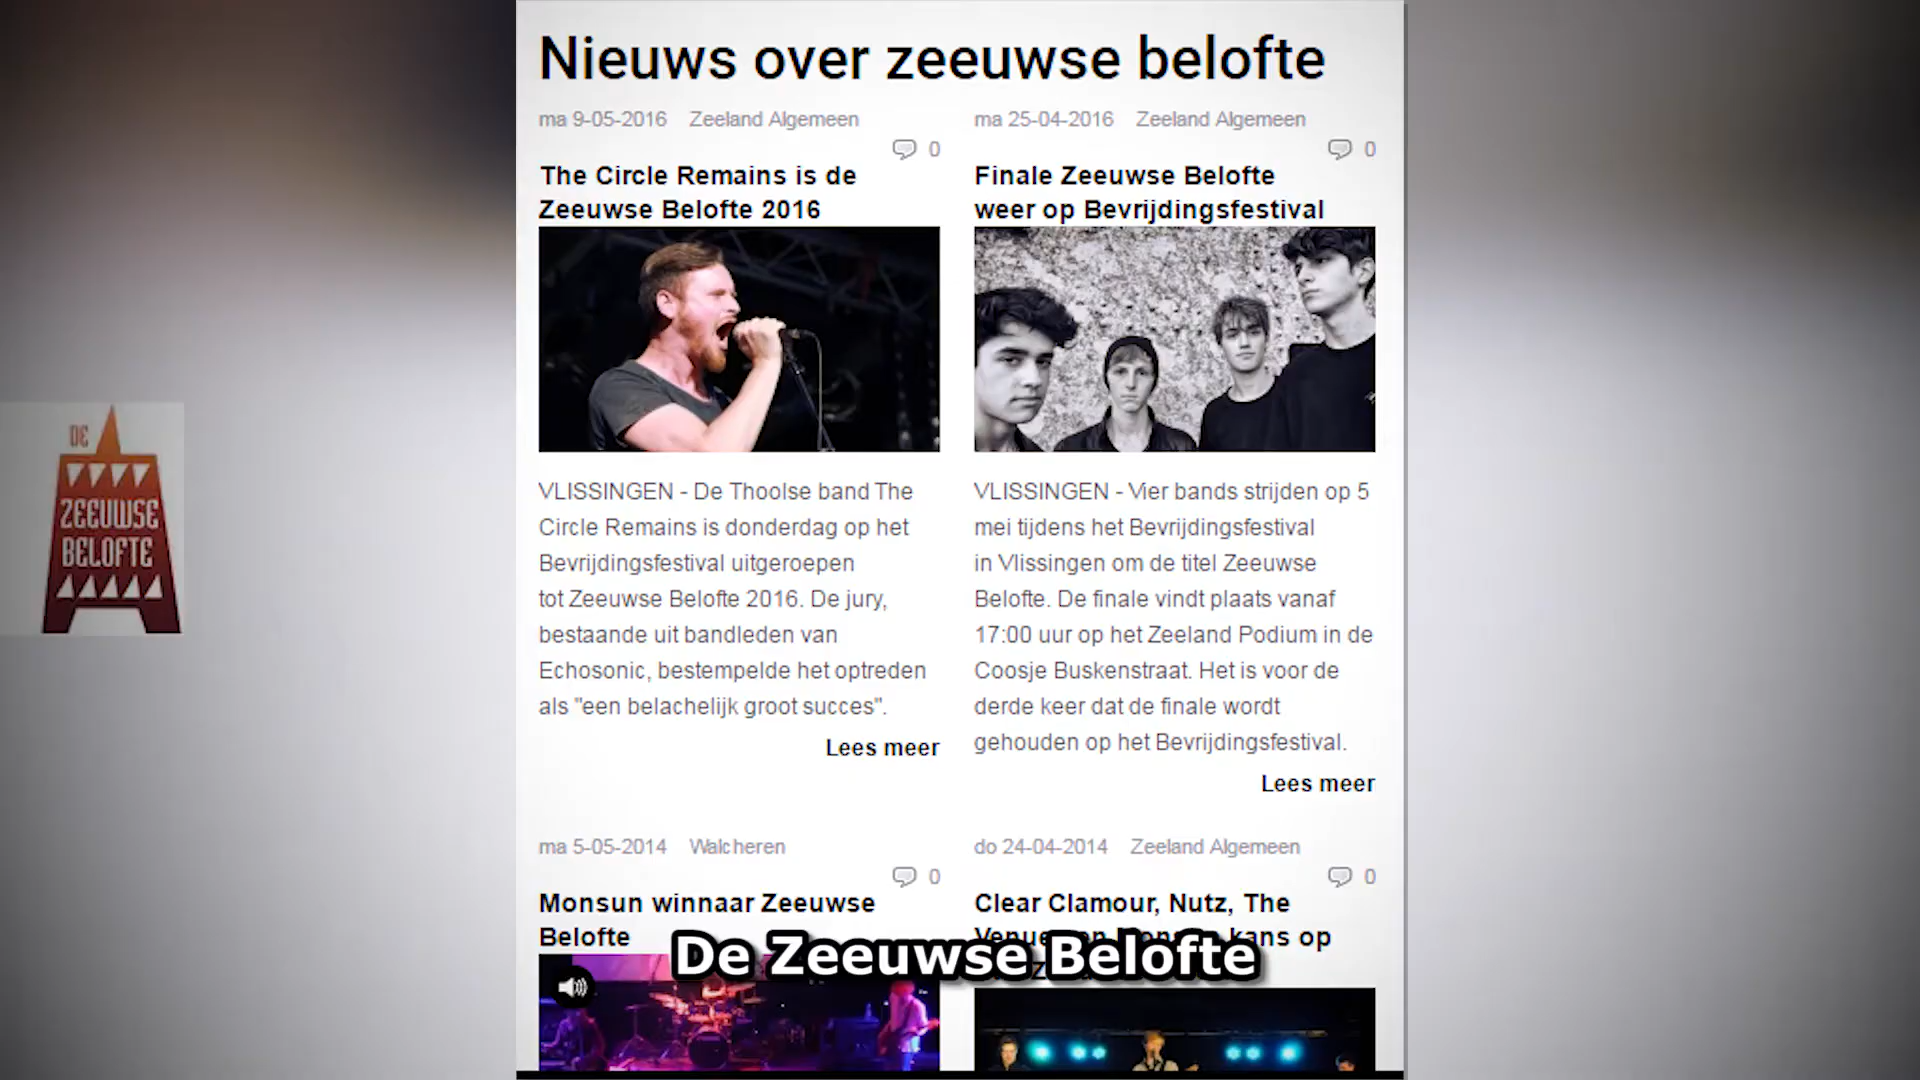 Nieuws over zeeuwse belofte
ma 9-05-2016 Zeeland Algemeen
0
The Circle Remains is de
Zeeuwse Belofte 2016
VLISSINGEN - De Thoolse band The
Circle Remains is donderdag op het
Bevrijdingsfestival uitgeroepen
tot Zeeuwse Belofte 2016. De jury,
bestaande uit bandleden van
Echosonic, bestempelde het optreden
als "een belachelijk groot succes".
Lees meer
ma 25-04-2016 Zeeland Algemeen
0
Finale Zeeuwse Belofte
weer op Bevrijdingsfestival
VLISSINGEN - Vier bands strijden op 5
mei tijdens het Bevrijdingsfestival
in Vlissingen om de titel Zeeuwse
Belofte. De finale vindt plaats vanaf
17:00 uur op het Zeeland Podium in de
Coosje Buskenstraat. Het is voor de
derde keer dat de finale wordt
gehouden op het Bevrijdingsfestival.
Lees meer
ma 5-05-2014 Walcheren
0
Monsun winnaar Zeeuwse
Belofte
do 24-04-2014 Zeeland Algemeen
0
Clear Clamour, Nutz, The
kans op
DE
ZEEUWSE
BELOFTE
De Zeeuwse Belofte